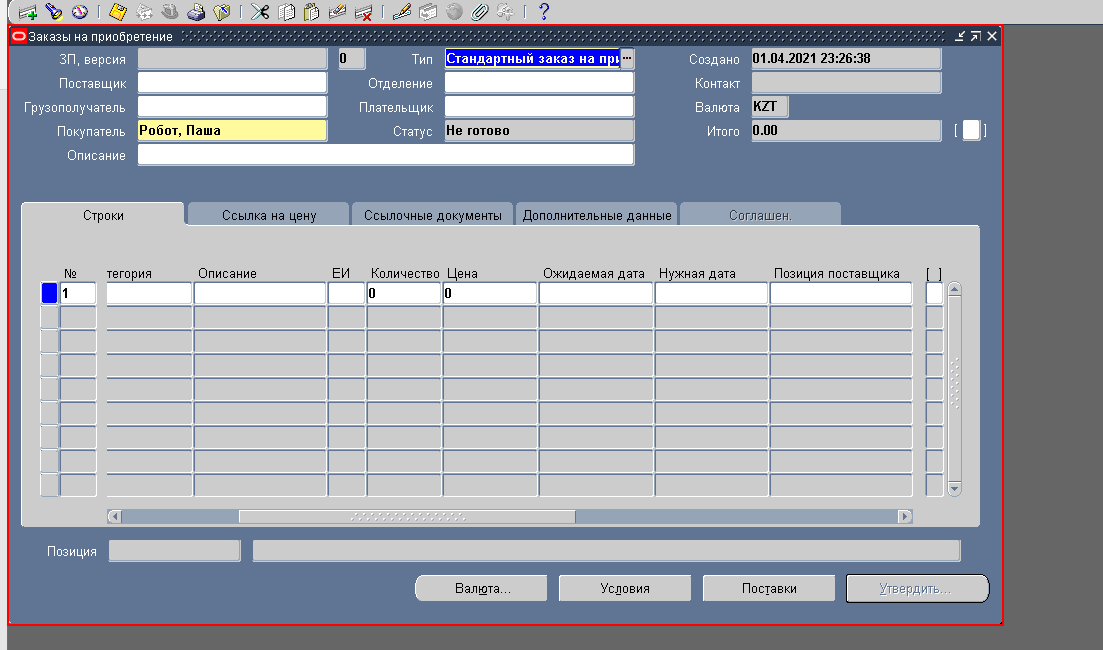 Заказы на приобретение
ЗП, версия 0 Тип Стандартный заказ на при ... Создано 01.04.2021 23:26:38
Поставщик Отделение Контакт
Грузополучатель Плательщик Валюта KZT
Покупатель Робот, Паша Статус Не готово Итого 0.00 [ ]
Описание
Строки Ссылка на цену Ссылочные документы Дополнительные данные Соглашен.
№ тегория Описание ЕИ Количество Цена Ожидаемая дата Нужная дата Позиция поставщика [ ]
1 0 0
Позиция
Валюта... Условия Поставки Утвердить...